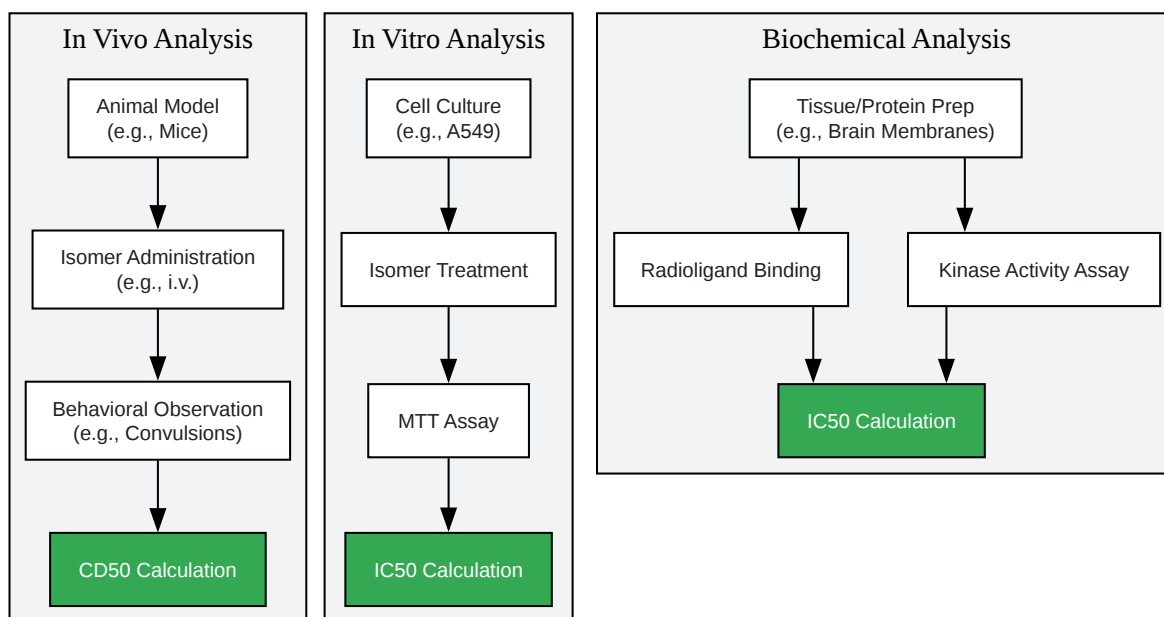 In Vivo Analysis
Animal Model
(e.g., Mice)
Isomer Administration
(e.g., i.v.)
Behavioral Observation
(e.g., Convulsions)
CD50 Calculation
In Vitro Analysis
Cell Culture
(e.g., A549)
Isomer Treatment
MTT Assay
IC50 Calculation
Biochemical Analysis
Tissue/Protein Prep
(e.g., Brain Membranes)
Radioligand Binding
Kinase Activity Assay
IC50 Calculation